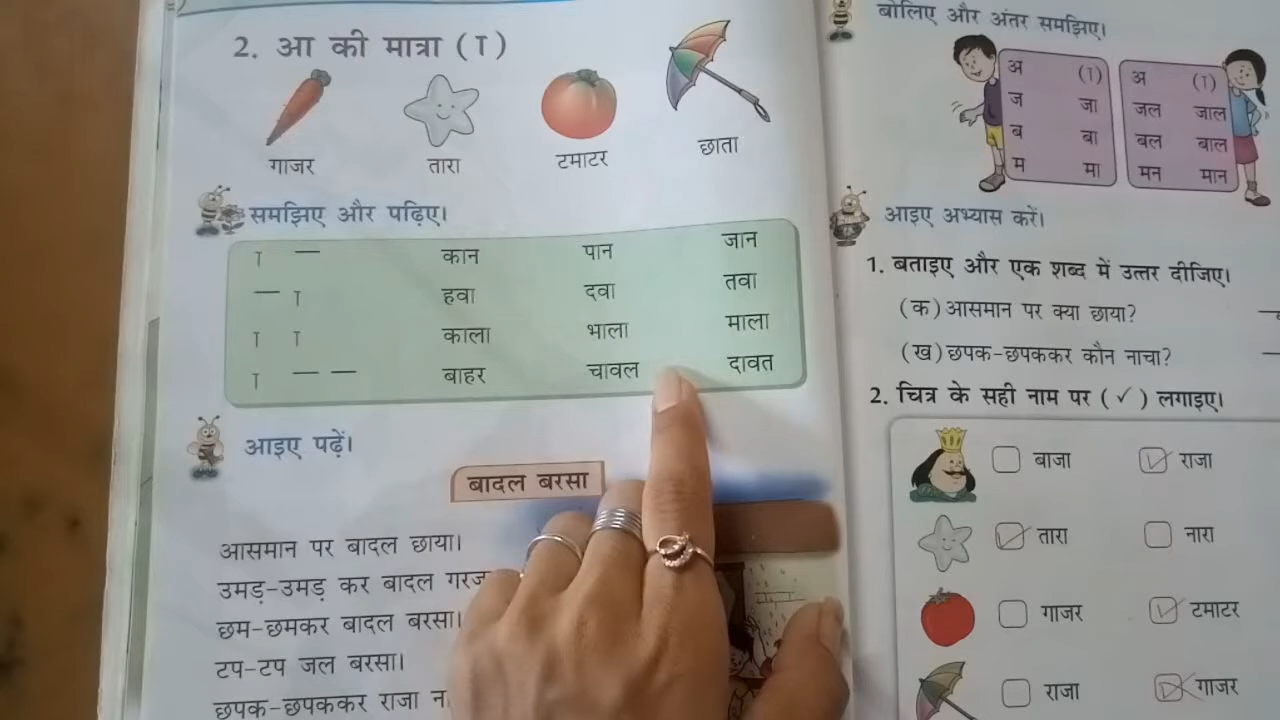 2. आ की मात्रा (ा)
गाजर तारा टमाटर छाता
समझिए और पढ़िए।
ा — कान पान जान
— ा हवा दवा तवा
ा ा काला भाला माला
ा — — बाहर चावल दावत
आइए पढ़ें।
बादल बरसा
आसमान पर बादल छाया।
उमड़-उमड़ कर बादल गरज
छम-छमकर बादल बरसा।
टप-टप जल बरसा।
छपक-छपककर राजा न
बोलिए और अंतर समझिए।
अ (ा) अ (ा)
ज जा जल जाल
ब बा बल बाल
म मा मन मान
आइए अभ्यास करें।
1. बताइए और एक शब्द में उत्तर दीजिए।
(क) आसमान पर क्या छाया?
(ख) छपक-छपककर कौन नाचा?
2. चित्र के सही नाम पर (✓) लगाइए।
बाजा ✓ राजा
✓ तारा नारा
गाजर ✓ टमाटर
राजा गाजर